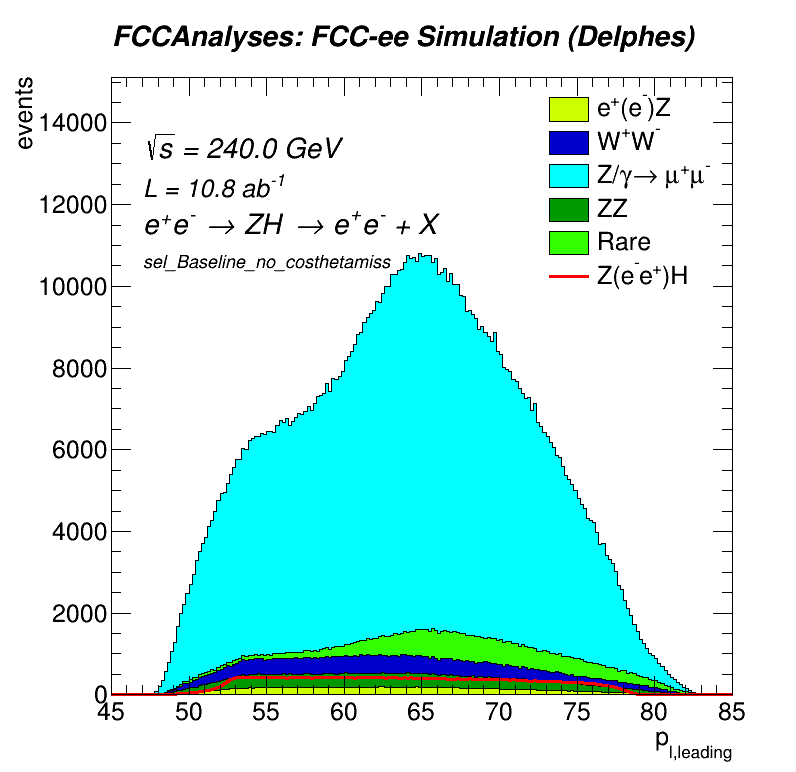 FCCAnalyses: FCC-ee Simulation (Delphes)
events
14000
12000
10000
8000
6000
4000
2000
0
√s = 240.0 GeV
L = 10.8 ab⁻¹
e⁺e⁻ → ZH → e⁺e⁻ + X
sel_Baseline_no_costhetamiss
e⁺(e⁻)Z
W⁺W⁻
Z/γ→ μ⁺μ⁻
ZZ
Rare
Z(e⁻e⁺)H
45 50 55 60 65 70 75 80 85
p_l,leading